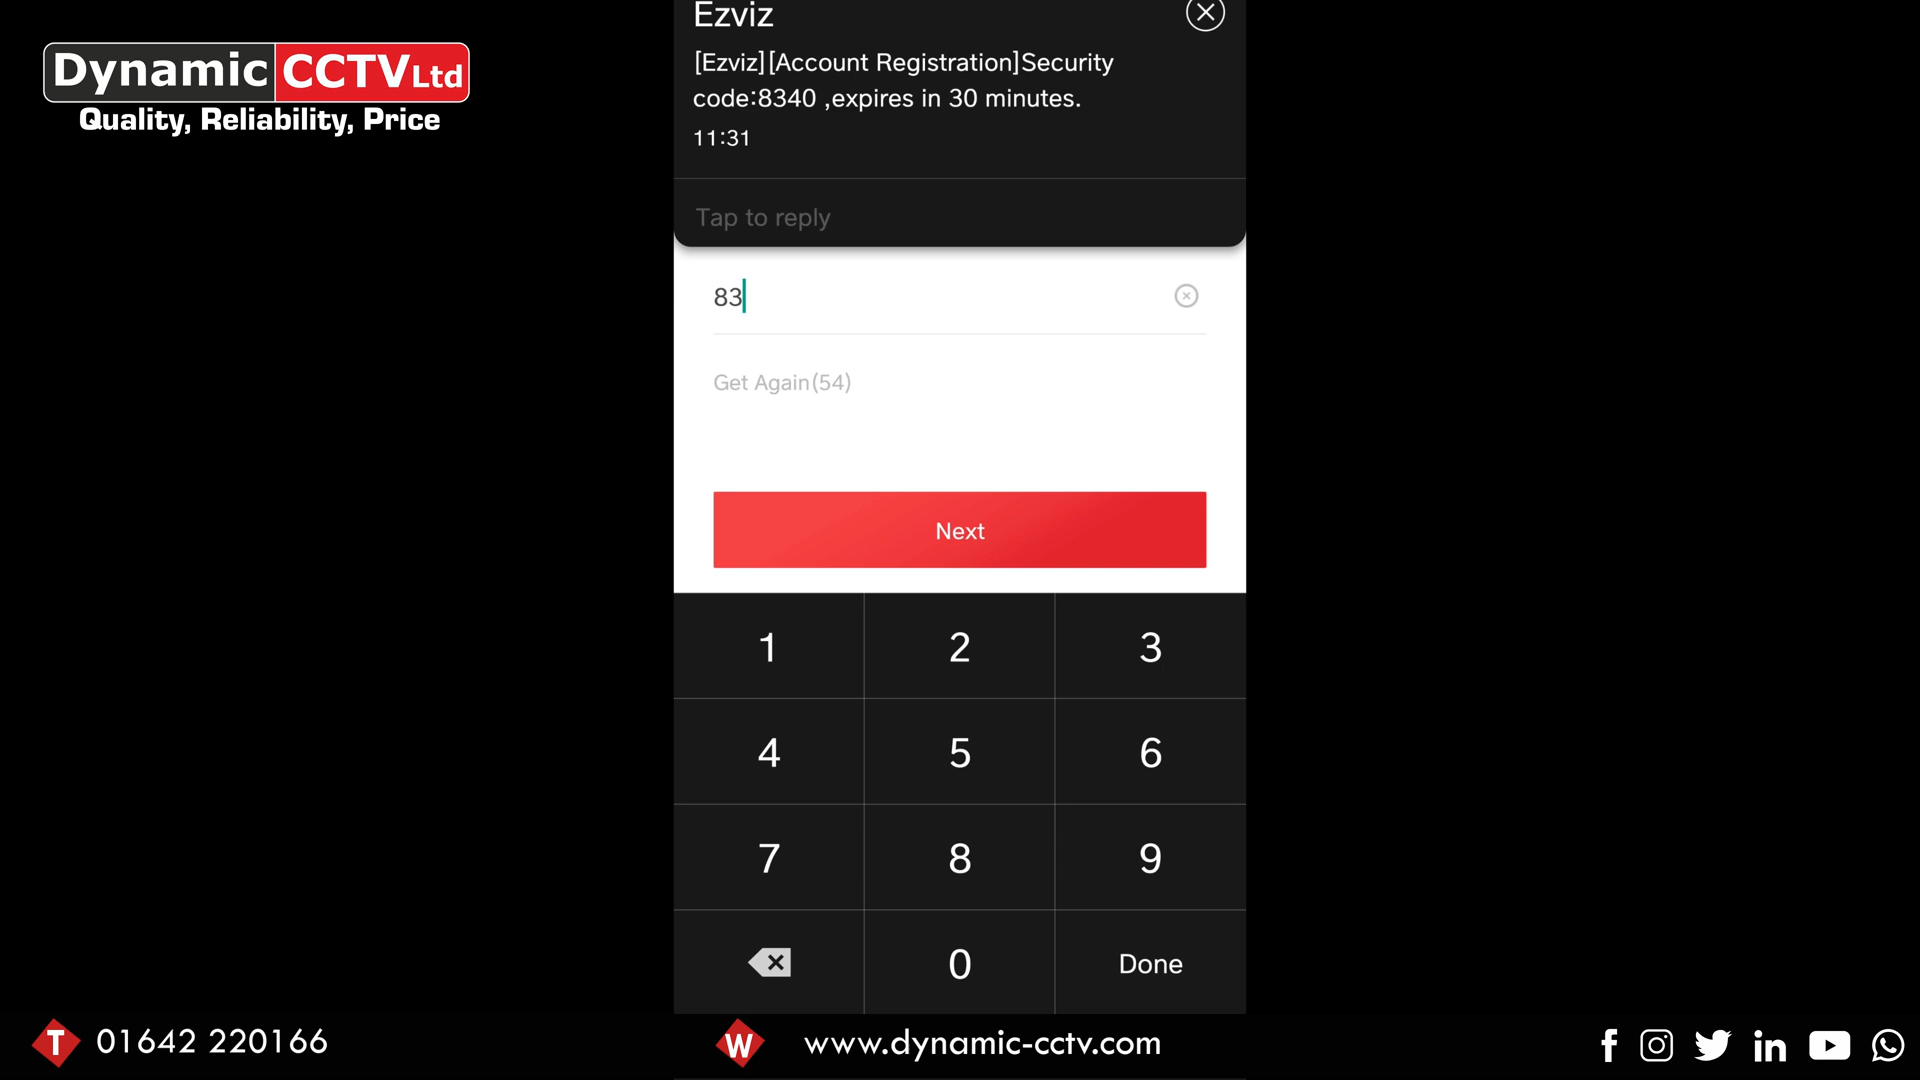 Dynamic CCTV Ltd
Quality, Reliability, Price
Ezviz
[Ezviz][Account Registration]Security
code:8340 ,expires in 30 minutes.
11:31
Tap to reply
83
Get Again(54)
Next
1 2 3
4 5 6
7 8 9
0 Done
T 01642 220166
W www.dynamic-cctv.com